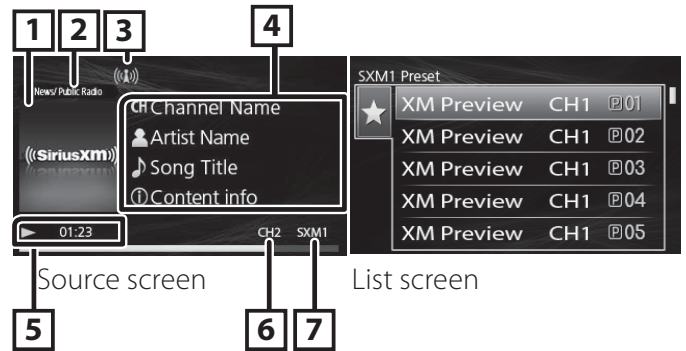 1 2 3 4
News/ Public Radio
CH Channel Name
Artist Name
Song Title
Content info
((SiriusXM))
01:23
CH2 SXM1
Source screen
5 6 7
SXM1 Preset
XM Preview CH1 P01
XM Preview CH1 P02
XM Preview CH1 P03
XM Preview CH1 P04
XM Preview CH1 P05
List screen